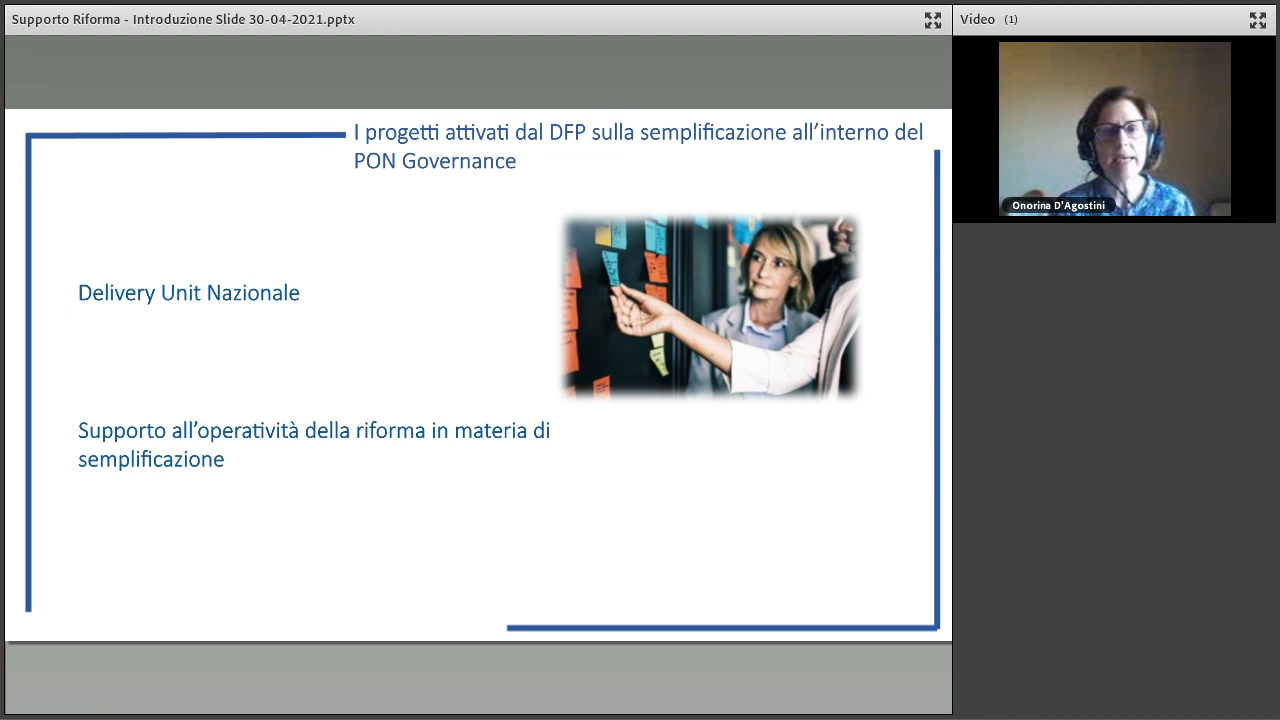 Supporto Riforma - Introduzione Slide 30-04-2021.pptx
Video (1)
I progetti attivati dal DFP sulla semplificazione all’interno del
PON Governance
Delivery Unit Nazionale
Supporto all’operatività della riforma in materia di
semplificazione
Onorina D'Agostini